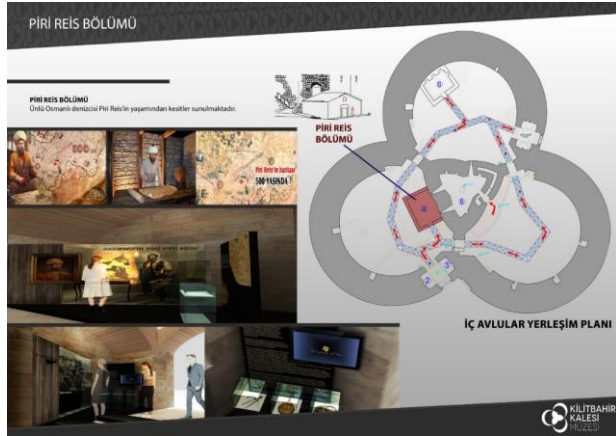 PİRİ REİS BÖLÜMÜ
PİRİ REİS BÖLÜMÜ
Ünlü Osmanlı denizcisi Piri Reis'in yaşamından kesitler sunulmaktadır.
PİRİ REİS
BÖLÜMÜ
Piri Reis'in haritası
500 YAŞINDA
İÇ AVLULAR YERLEŞİM PLANI
KİLİTBAHİR
KALESİ
MÜZESİ